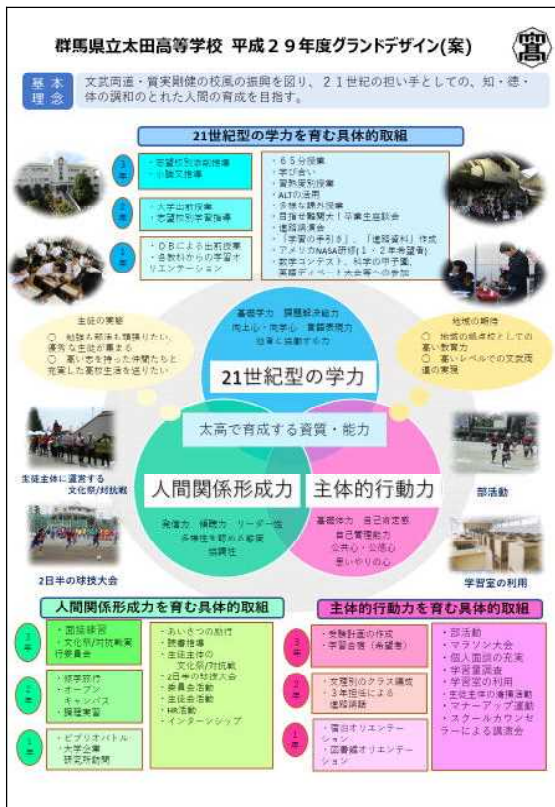 群馬県立太田高等学校 平成29年度グランドデザイン(案)
基本
理念
文武両道・質実剛健の校風の振興を図り、21世紀の担い手としての、知・徳・
体の調和のとれた人間の育成を目指す。
21世紀型の学力を育む具体的取組
3年
・志望校別添削指導
・小論文指導
2年
・大学出前授業
・志望校別学習指導
1年
・OBによる出前授業
・各教科からの学習オ
リエンテーション
・65分授業
・学び合い
・習熟度別授業
・ALTの活用
・多様な課外授業
・目指せ難関大!卒業生座談会
・進路講演会
・「学習の手引き」、「進路資料」作成
・アメリカNASA研修(1・2年希望者)
・数学コンテスト、科学の甲子園、
英語ディベート大会等への参加
生徒の実態
○ 勉強も部活も頑張りたい、
優秀な生徒が集まる
○ 高い志を持った仲間たちと
充実した高校生活を送りたい
地域の期待
○ 地域の拠点校としての
高い教育力
○ 高いレベルでの文武両
道の実現
基礎学力 課題解決能力
向上心・向学心 言語表現力
他者と協働する力
21世紀型の学力
太高で育成する資質・能力
人間関係形成力
発信力 傾聴力 リーダー性
多様性を認める態度
協調性
主体的行動力
基礎体力 自己肯定感
自己管理能力
公共心・公徳心
思いやりの心
生徒主体に運営する
文化祭/対抗戦
2日半の球技大会
部活動
学習室の利用
人間関係形成力を育む具体的取組
3年
・面接練習
・文化祭/対抗戦実
行委員会
2年
・修学旅行
・オープン
キャンパス
・調理実習
1年
・ビブリオバトル
・大学企業
研究所訪問
・あいさつの励行
・読書指導
・生徒主体の
文化祭/対抗戦
・2日半の球技大会
・委員会活動
・生徒会活動
・HR活動
・インターンシップ
主体的行動力を育む具体的取組
3年
・受験計画の作成
・学習合宿(希望者)
2年
・文理別のクラス編成
・3年担任による
進路講話
1年
・宿泊オリエンテー
ション
・図書館オリエンテー
ション
・部活動
・マラソン大会
・個人面談の充実
・学習量調査
・学習室の利用
・生徒主体の清掃活動
・マナーアップ運動
・スクールカウンセ
ラーによる講演会